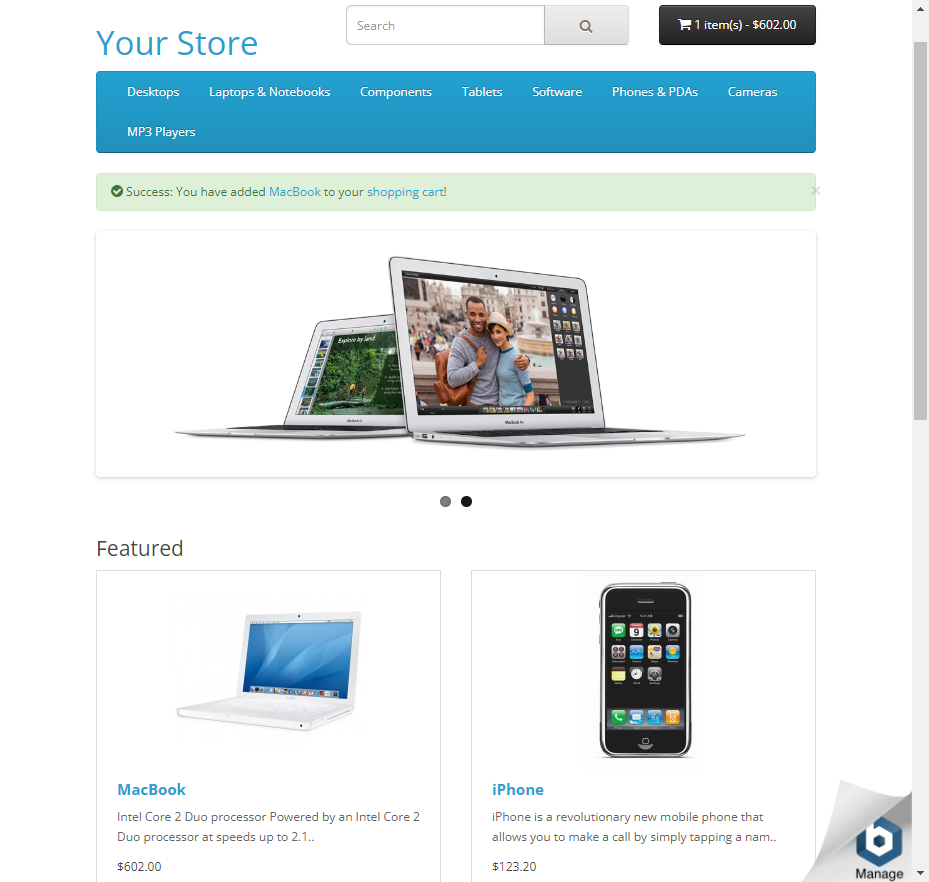 Your Store
Search
1 item(s) - $602.00
Desktops
Laptops & Notebooks
Components
Tablets
Software
Phones & PDAs
Cameras
MP3 Players
Success: You have added MacBook to your shopping cart!
×
Explore by land.
MacBook Air
Featured
MacBook
Intel Core 2 Duo processor Powered by an Intel Core 2
Duo processor at speeds up to 2.1..
$602.00
iPhone
iPhone is a revolutionary new mobile phone that
allows you to make a call by simply tapping a nam..
$123.20
Manage